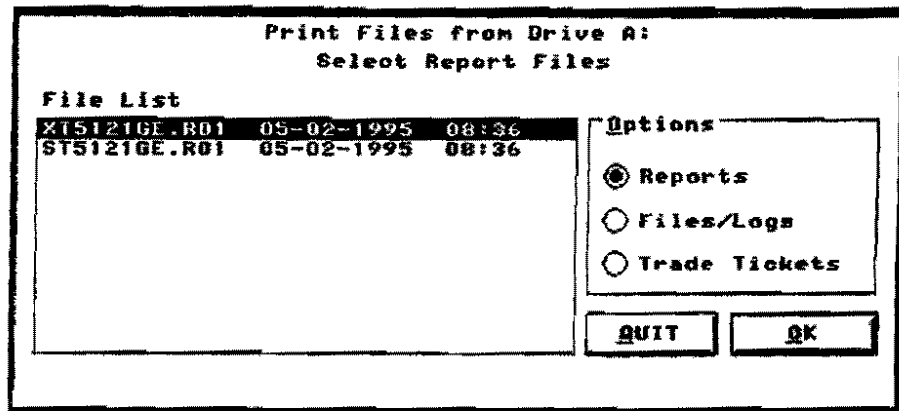 Print Files from Drive A:
Select Report Files
File List
XT5121GE.R01 05-02-1995 08:36
ST5121GE.R01 05-02-1995 08:36
Options
Reports
Files/Logs
Trade Tickets
QUIT
OK